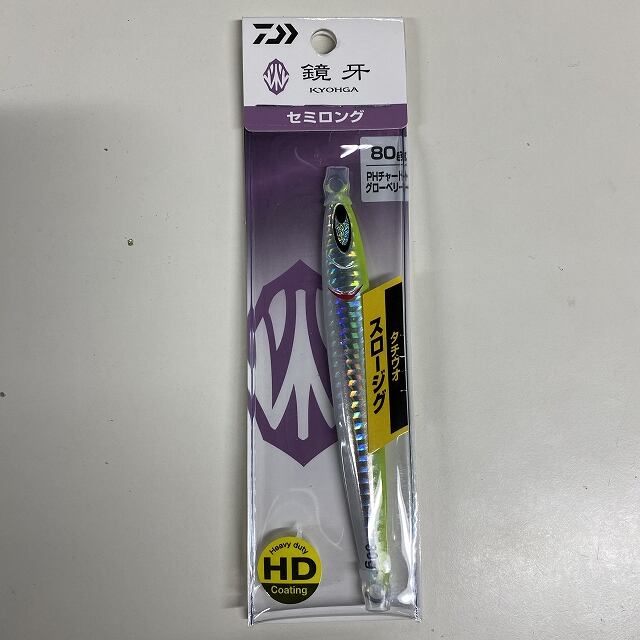 鏡牙
KYOHGA
セミロング
80
PHチャート
グローベリー
タチウオ
スロージグ
Heavy duty
HD
Coating